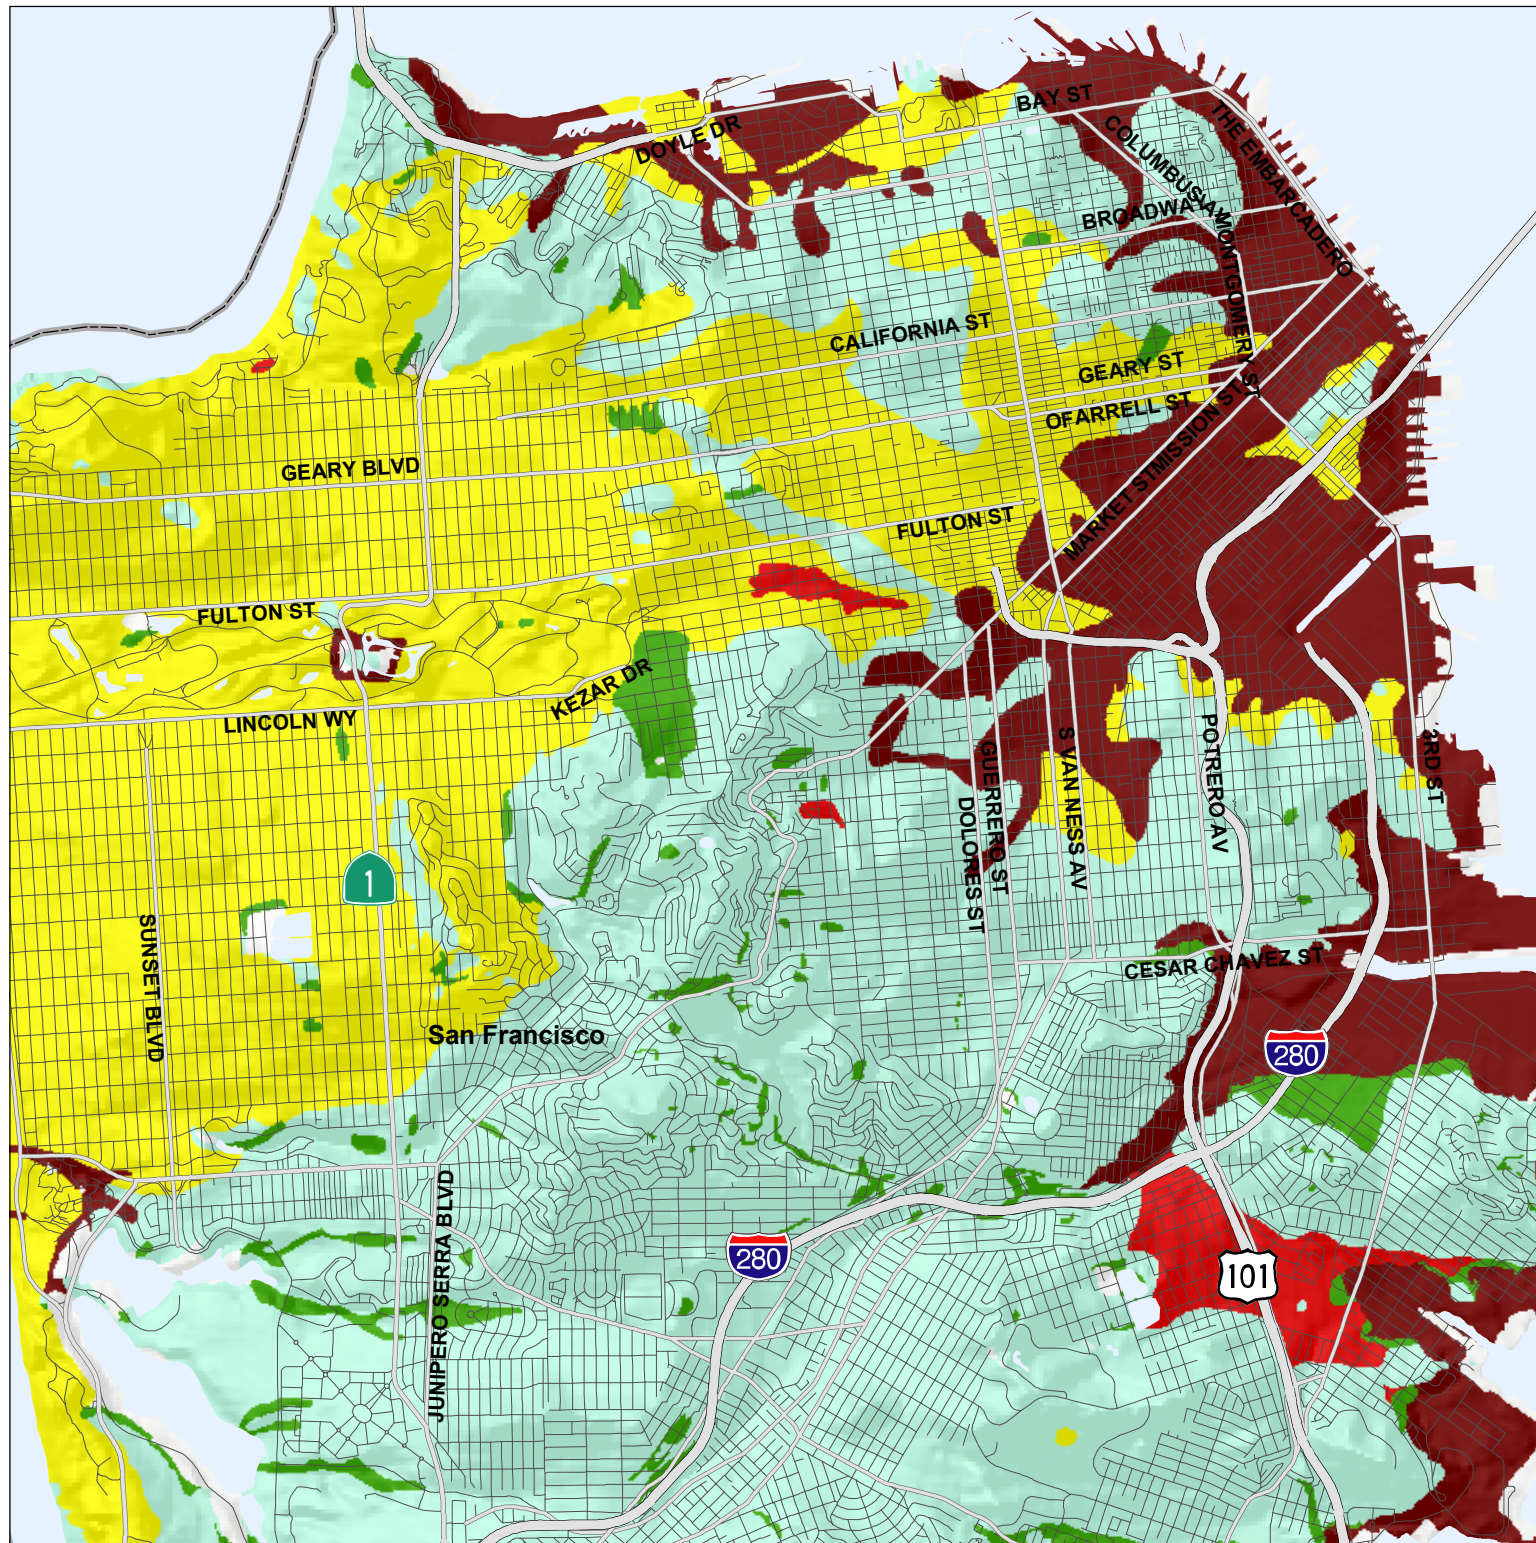 BAY ST
COLUMBUS AV
THE EMBARCADERO
DOYLE DR
BROADWAY
MONTGOMERY ST
CALIFORNIA ST
GEARY ST
OFARRELL ST
GEARY BLVD
MARKET ST
MISSION ST
FULTON ST
FULTON ST
KEZAR DR
LINCOLN WY
GUERRERO ST
DOLORES ST
S VAN NESS AV
POTRERO AV
3RD ST
1
SUNSET BLVD
CESAR CHAVEZ ST
San Francisco
280
JUNIPERO SERRA BLVD
280
101